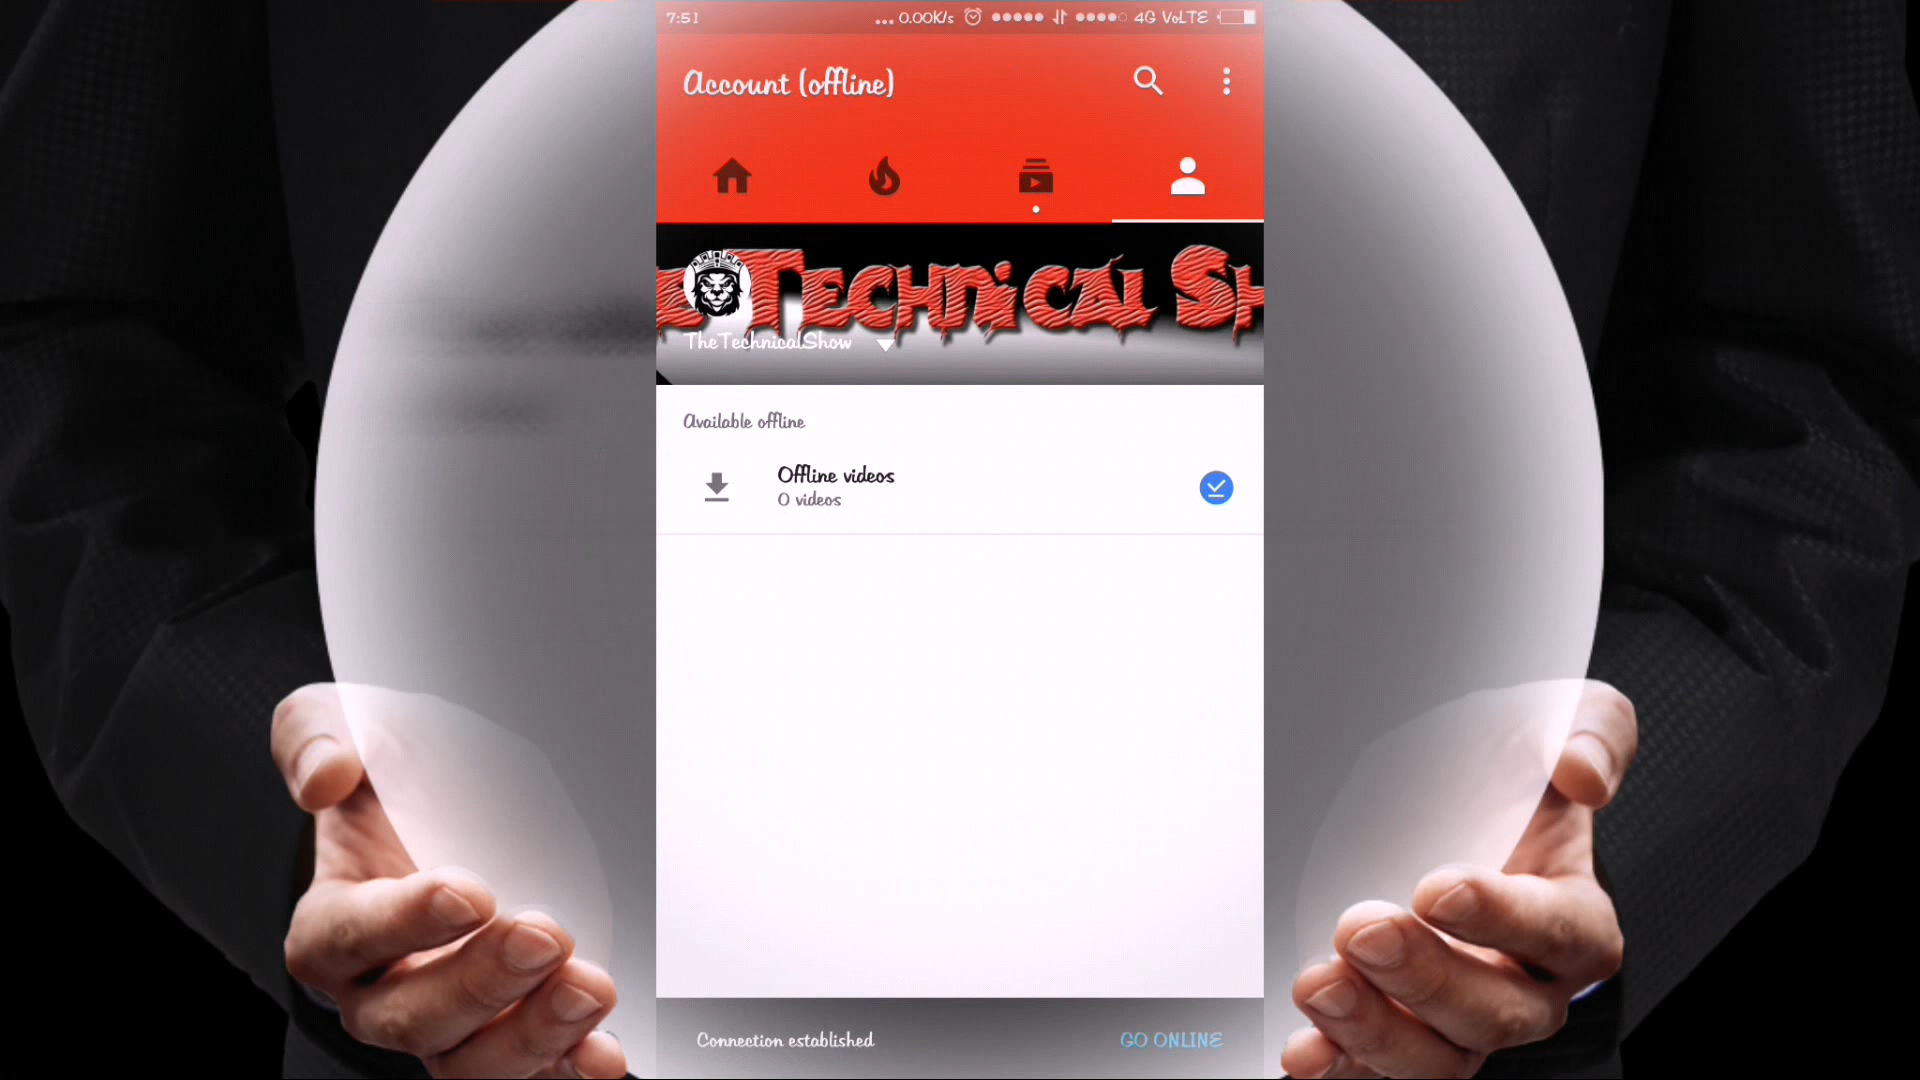 7:51 ... 0.00K/s 4G VoLTE
Account (offline)
Technical Sh
TheTechnicalShow
Available offline
Offline videos
0 videos
Connection established GO ONLINE